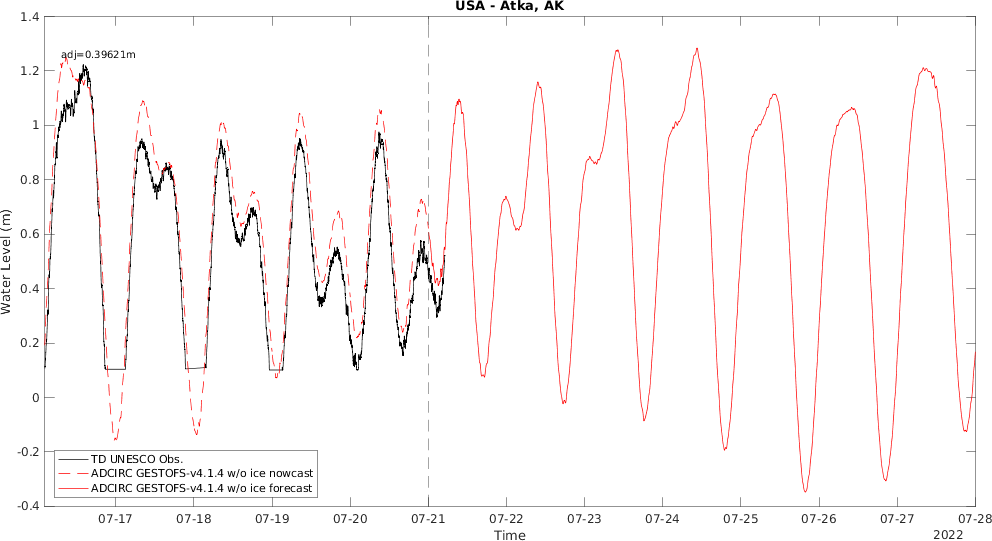 USA - Atka, AK
1.4
1.2
1
0.8
0.6
0.4
0.2
0
-0.2
-0.4
Water Level (m)
adj=0.39621m
TD UNESCO Obs.
ADCIRC GESTOFS-v4.1.4 w/o ice nowcast
ADCIRC GESTOFS-v4.1.4 w/o ice forecast
07-17 07-18 07-19 07-20 07-21 07-22 07-23 07-24 07-25 07-26 07-27 07-28
Time
2022